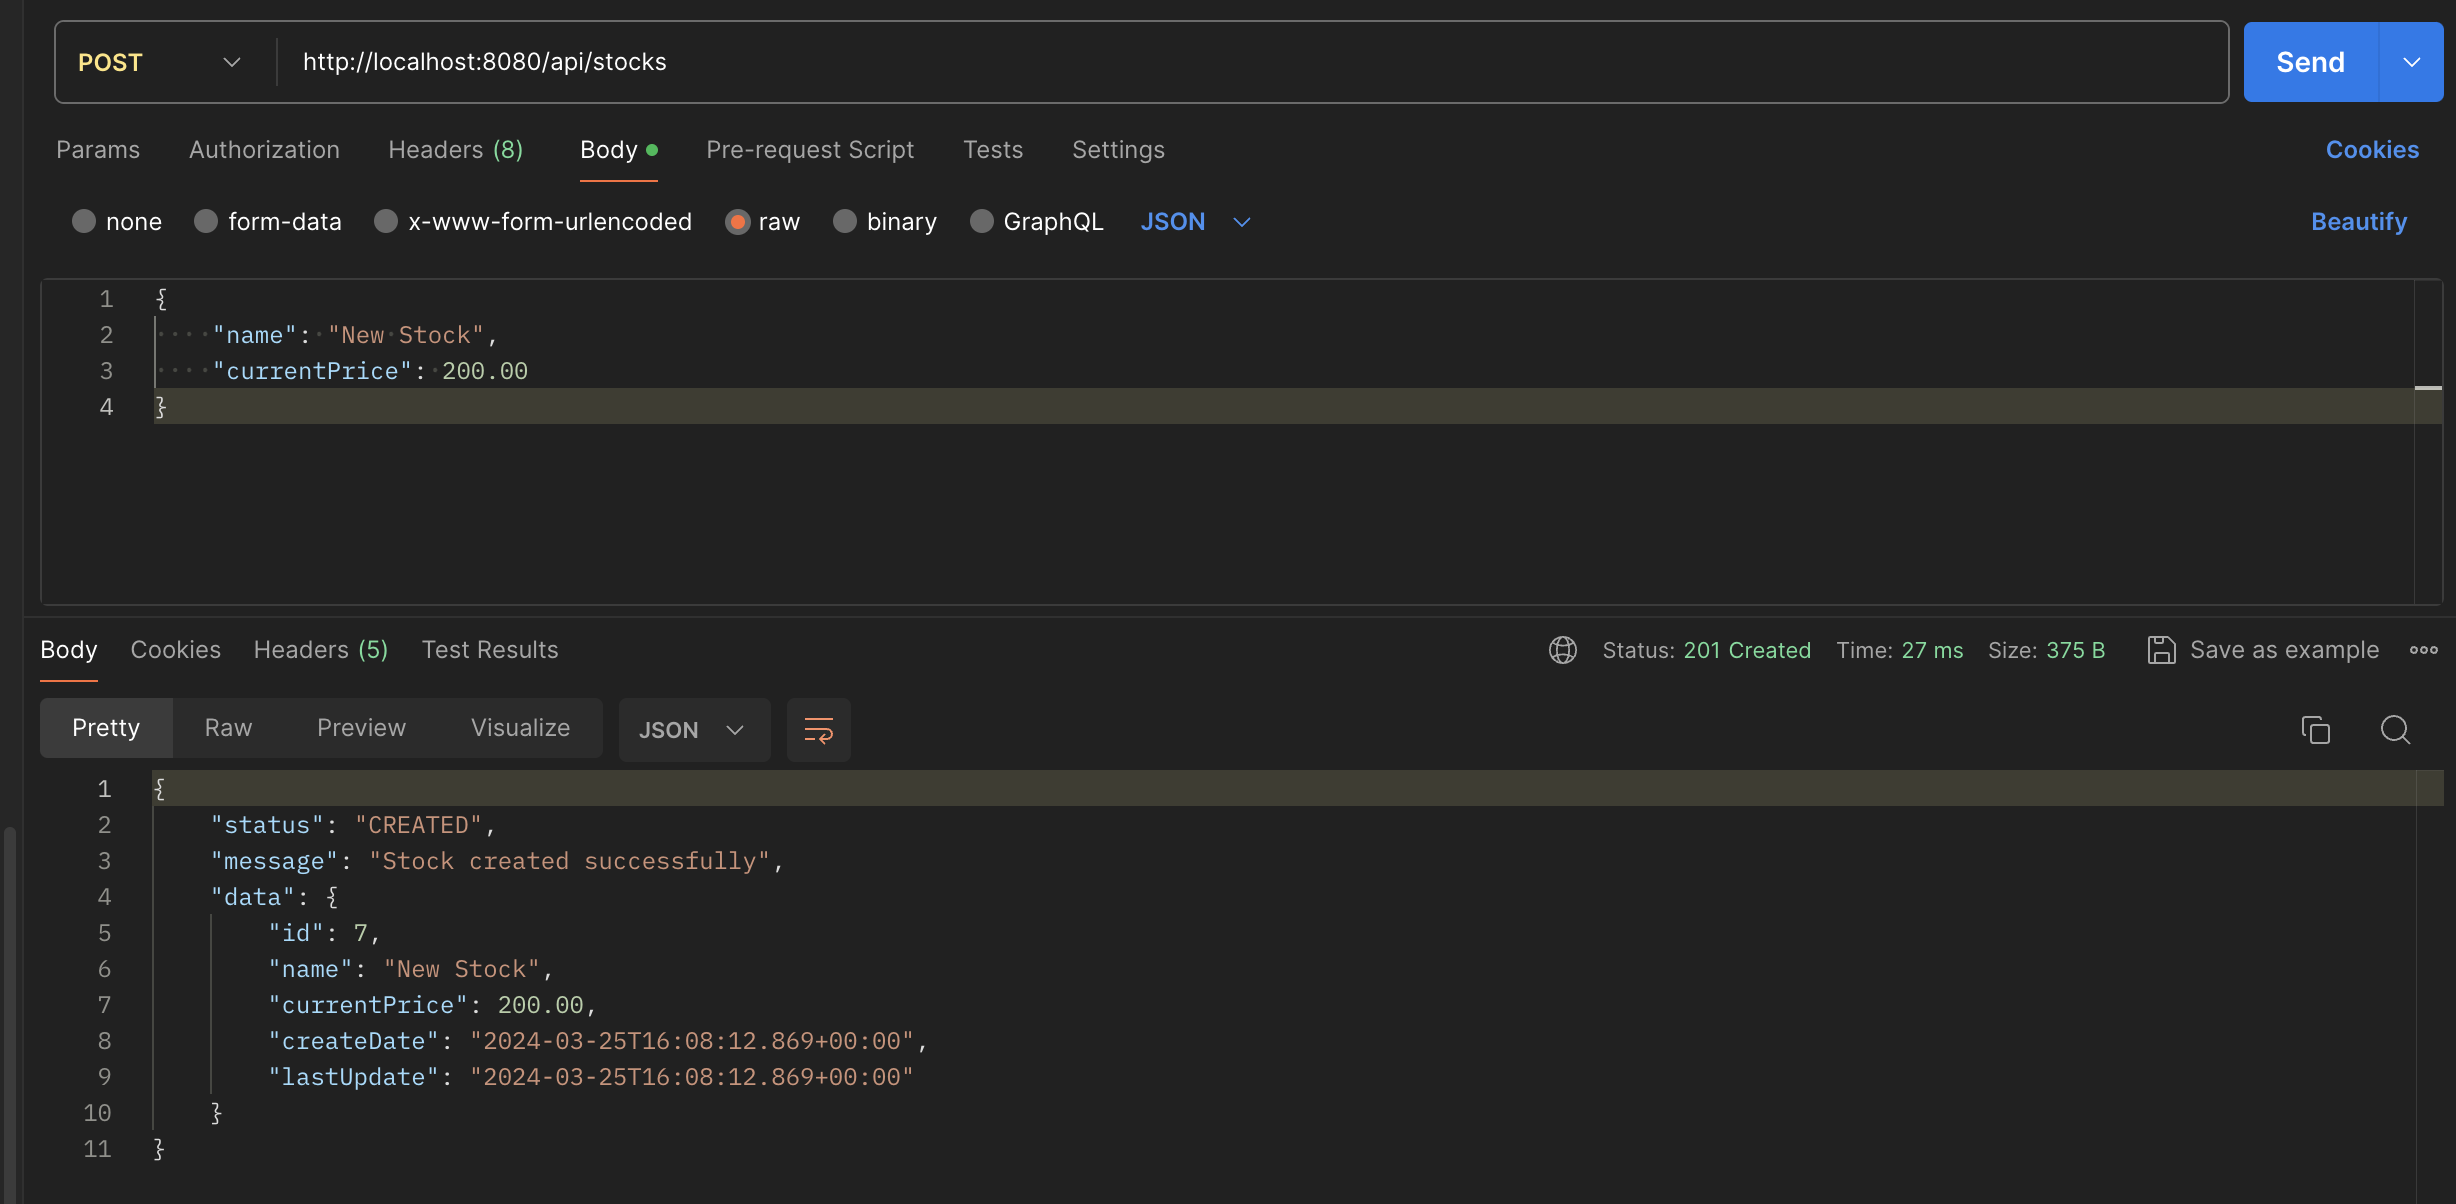 POST http://localhost:8080/api/stocks Send
Params Authorization Headers (8) Body Pre-request Script Tests Settings Cookies
none form-data x-www-form-urlencoded raw binary GraphQL JSON Beautify
1 {
2 "name": "New Stock",
3 "currentPrice": 200.00
4 }
Body Cookies Headers (5) Test Results Status: 201 Created Time: 27 ms Size: 375 B Save as example
Pretty Raw Preview Visualize JSON
1 {
2 "status": "CREATED",
3 "message": "Stock created successfully",
4 "data": {
5 "id": 7,
6 "name": "New Stock",
7 "currentPrice": 200.00,
8 "createDate": "2024-03-25T16:08:12.869+00:00",
9 "lastUpdate": "2024-03-25T16:08:12.869+00:00"
10 }
11 }